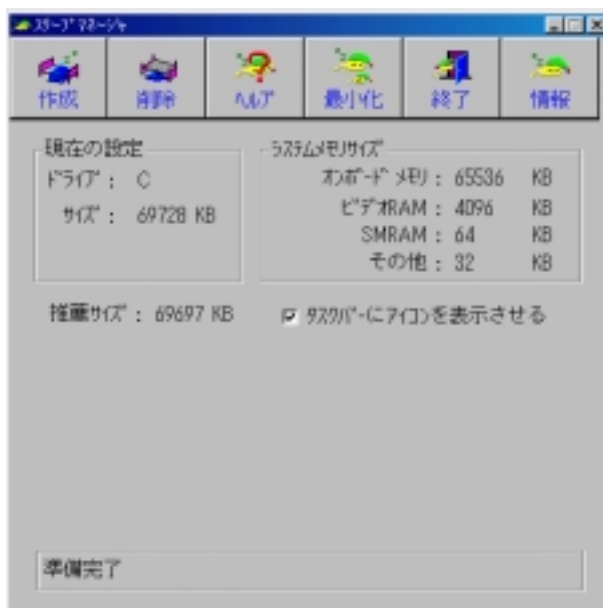 ｽﾘｰﾌﾟﾏﾈｰｼﾞｬ
作成 削除 ﾍﾙﾌﾟ 最小化 終了 情報
現在の設定
ﾄﾞﾗｲﾌﾞ： C
ｻｲｽﾞ： 69728 KB
ｼｽﾃﾑﾒﾓﾘｻｲｽﾞ
ｵﾝﾎﾞｰﾄﾞ ﾒﾓﾘ： 65536 KB
ﾋﾞﾃﾞｵRAM： 4096 KB
SMRAM： 64 KB
その他： 32 KB
推薦ｻｲｽﾞ： 69697 KB
ﾀｽｸﾊﾞｰにｱｲｺﾝを表示させる
準備完了